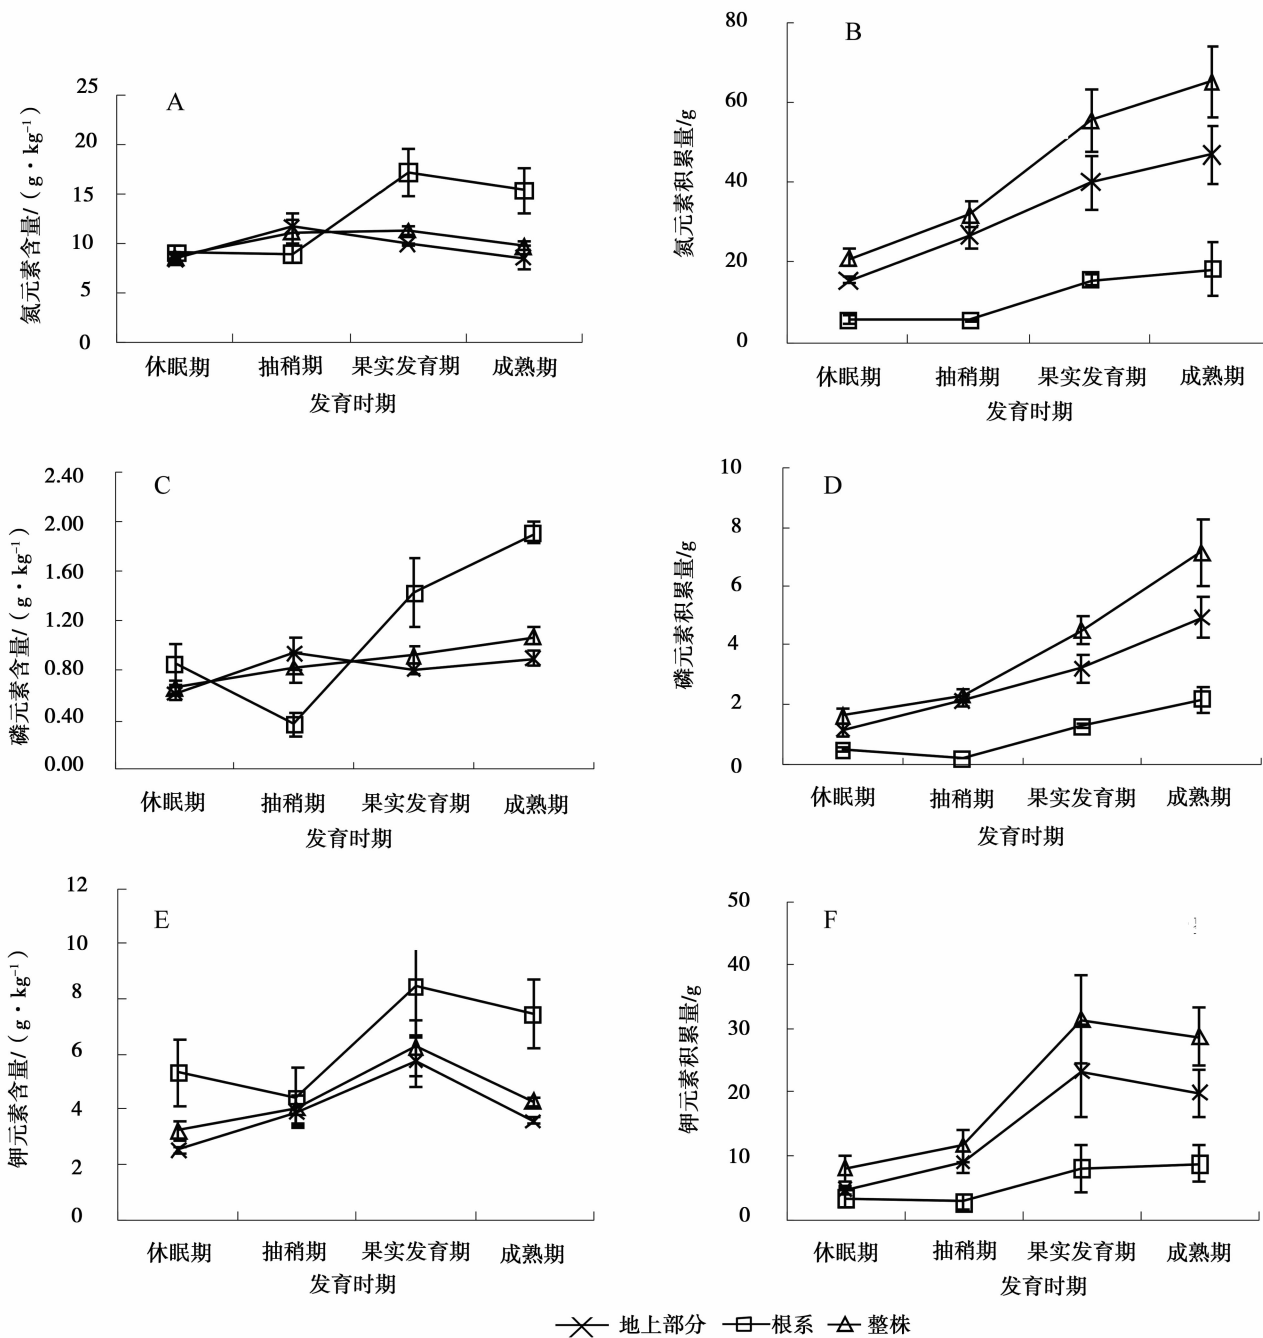 A
氮元素含量/（g·kg⁻¹）
25
20
15
10
5
0
休眠期 抽稍期 果实发育期 成熟期
发育时期
B
氮元素积累量/g
80
60
40
20
0
休眠期 抽稍期 果实发育期 成熟期
发育时期
C
磷元素含量/（g·kg⁻¹）
2.40
2.00
1.60
1.20
0.80
0.40
0.00
休眠期 抽稍期 果实发育期 成熟期
发育时期
D
磷元素积累量/g
10
8
6
4
2
0
休眠期 抽稍期 果实发育期 成熟期
发育时期
E
钾元素含量/（g·kg⁻¹）
12
10
8
6
4
2
0
休眠期 抽稍期 果实发育期 成熟期
发育时期
F
钾元素积累量/g
50
40
30
20
10
0
休眠期 抽稍期 果实发育期 成熟期
发育时期
地上部分 根系 整株